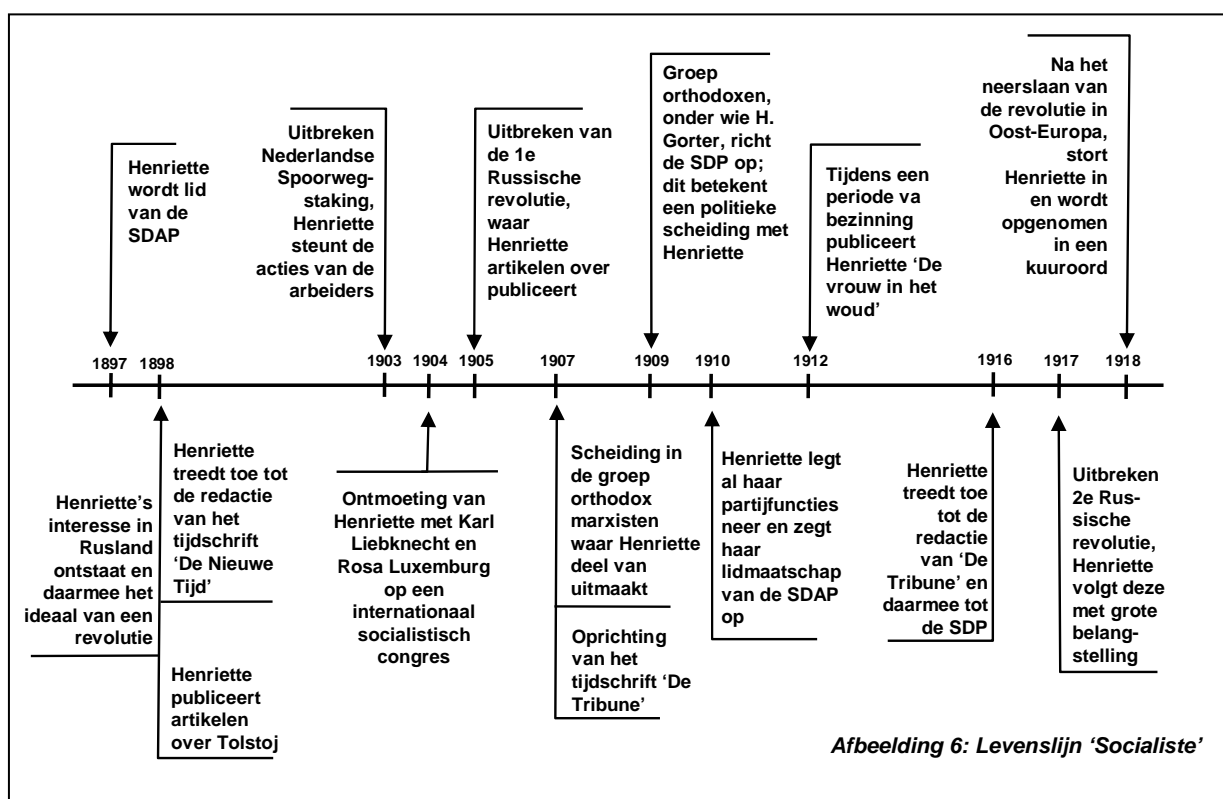 Henriette
wordt lid
van de
SDAP
Uitbreken
Nederlandse
Spoorweg-
staking,
Henriette
steunt de
acties van de
arbeiders
Uitbreken van
de 1e
Russische
revolutie,
waar
Henriette
artikelen over
publiceert
Groep
orthodoxen,
onder wie H.
Gorter, richt
de SDP op;
dit betekent
een politieke
scheiding met
Henriette
Tijdens een
periode va
bezinning
publiceert
Henriette ‘De
vrouw in het
woud’
Na het
neerslaan van
de revolutie in
Oost-Europa,
stort
Henriette in
en wordt
opgenomen
in een
kuuroord
1897 1898 1903 1904 1905 1907 1909 1910 1912 1916 1917 1918
Henriette’s
interesse in
Rusland
ontstaat en
daarmee het
ideaal van een
revolutie
Henriette
treedt toe tot
de redactie
van het
tijdschrift
‘De Nieuwe
Tijd’
Henriette
publiceert
artikelen
over Tolstoj
Ontmoeting van
Henriette met Karl
Liebknecht en
Rosa Luxemburg
op een
internationaal
socialistisch
congres
Scheiding in
de groep
orthodox
marxisten
waar Henriette
deel van
uitmaakt
Oprichting
van het
tijdschrift ‘De
Tribune’
Henriette legt
al haar
partijfuncties
neer en zegt
haar
lidmaatschap
van de SDAP
op
Henriette
treedt toe
tot de
redactie
van ‘De
Tribune’ en
daarmee tot
de SDP
Uitbreken
2e Rus-
sische
revolutie,
Henriette
volgt deze
met grote
belang-
stelling
Afbeelding 6: Levenslijn ‘Socialiste’